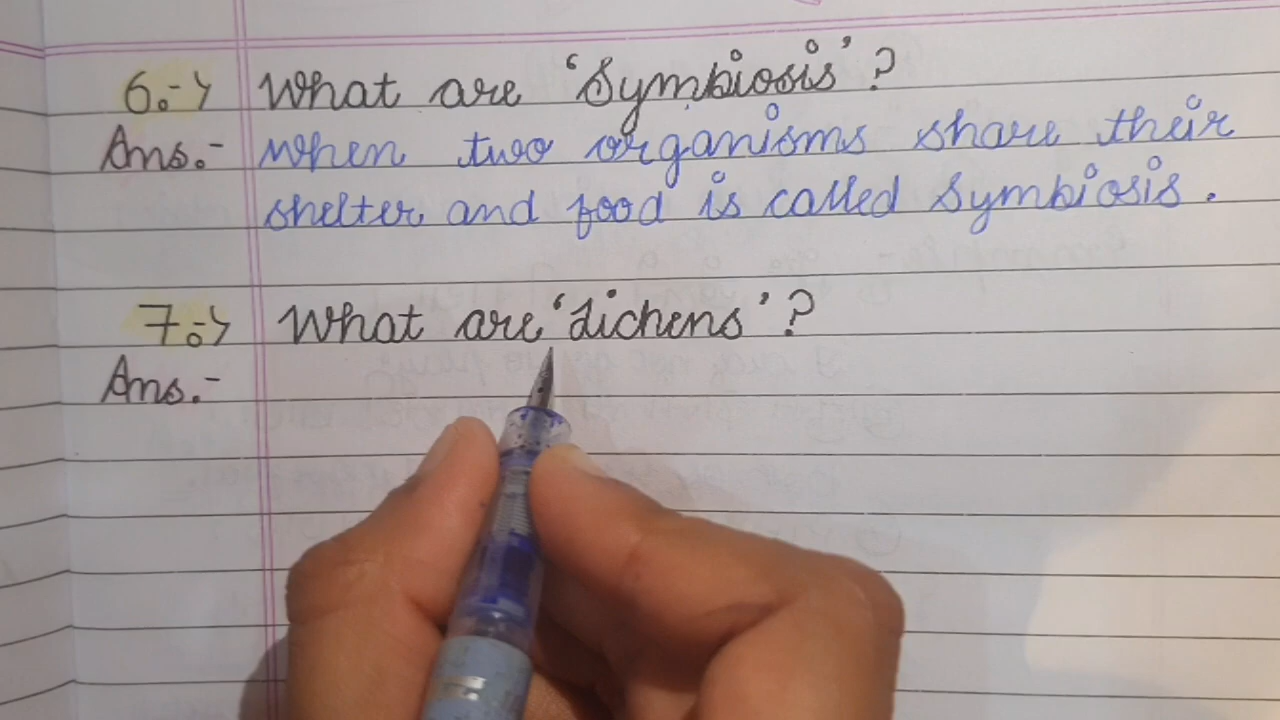 6.→ What are 'Symbiosis'?
Ans.- When two organisms share their
shelter and food is called Symbiosis.
7.→ What are 'Lichens'?
Ans.-